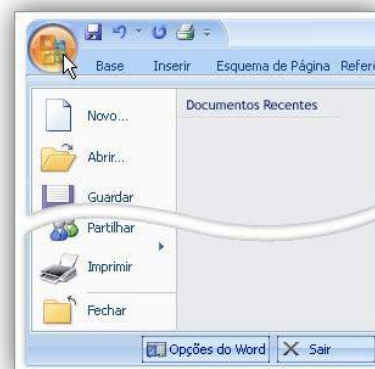 Base Inserir Esquema de Página
Documentos Recentes
Novo...
Abrir...
Guardar
Partilhar
Imprimir
Fechar
Opções do Word Sair